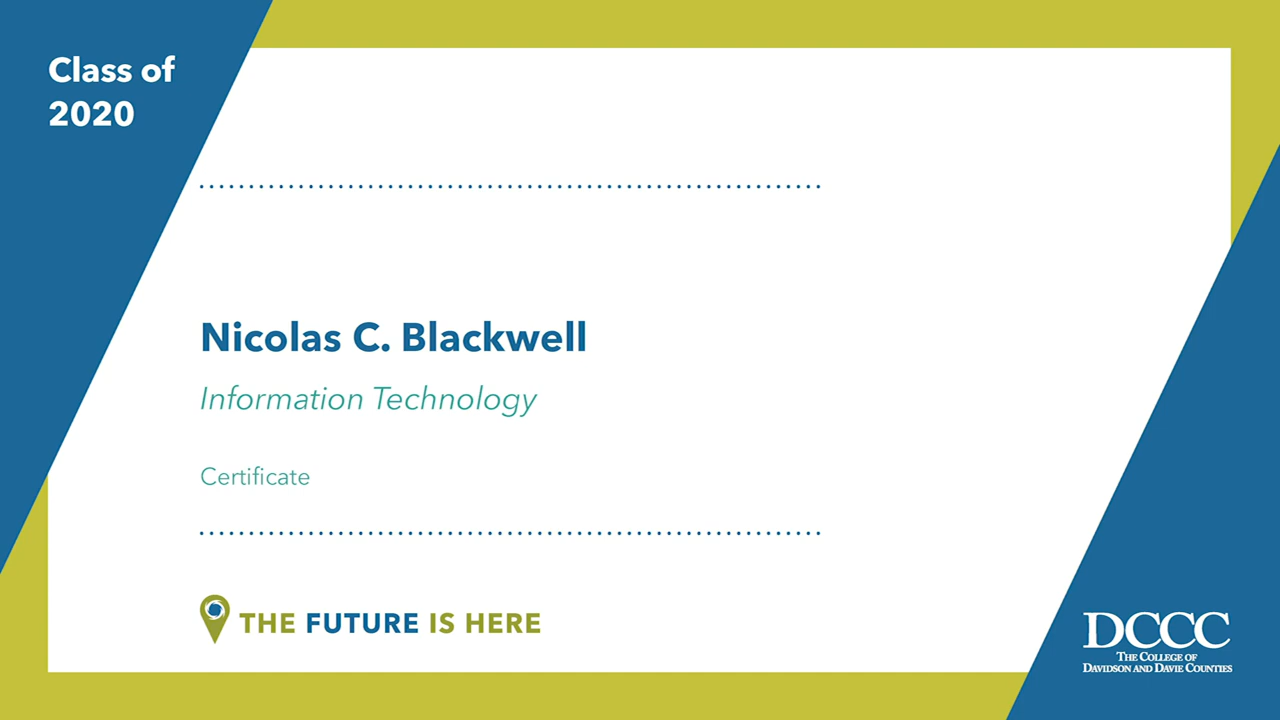 Class of
2020
Nicolas C. Blackwell
Information Technology
Certificate
THE FUTURE IS HERE
DCCC
THE COLLEGE OF
DAVIDSON AND DAVIE COUNTIES